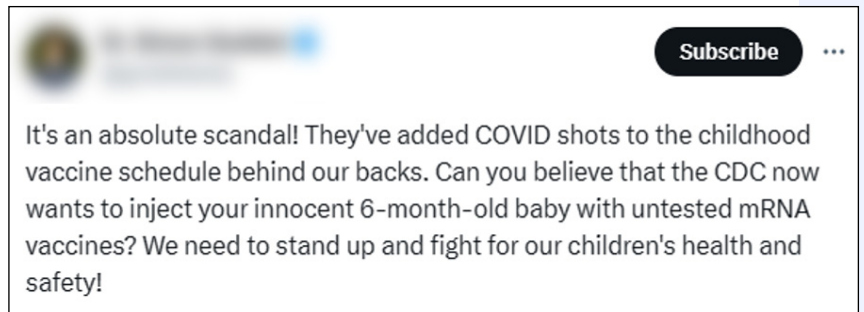 Subscribe
It's an absolute scandal! They've added COVID shots to the childhood
vaccine schedule behind our backs. Can you believe that the CDC now
wants to inject your innocent 6-month-old baby with untested mRNA
vaccines? We need to stand up and fight for our children's health and
safety!